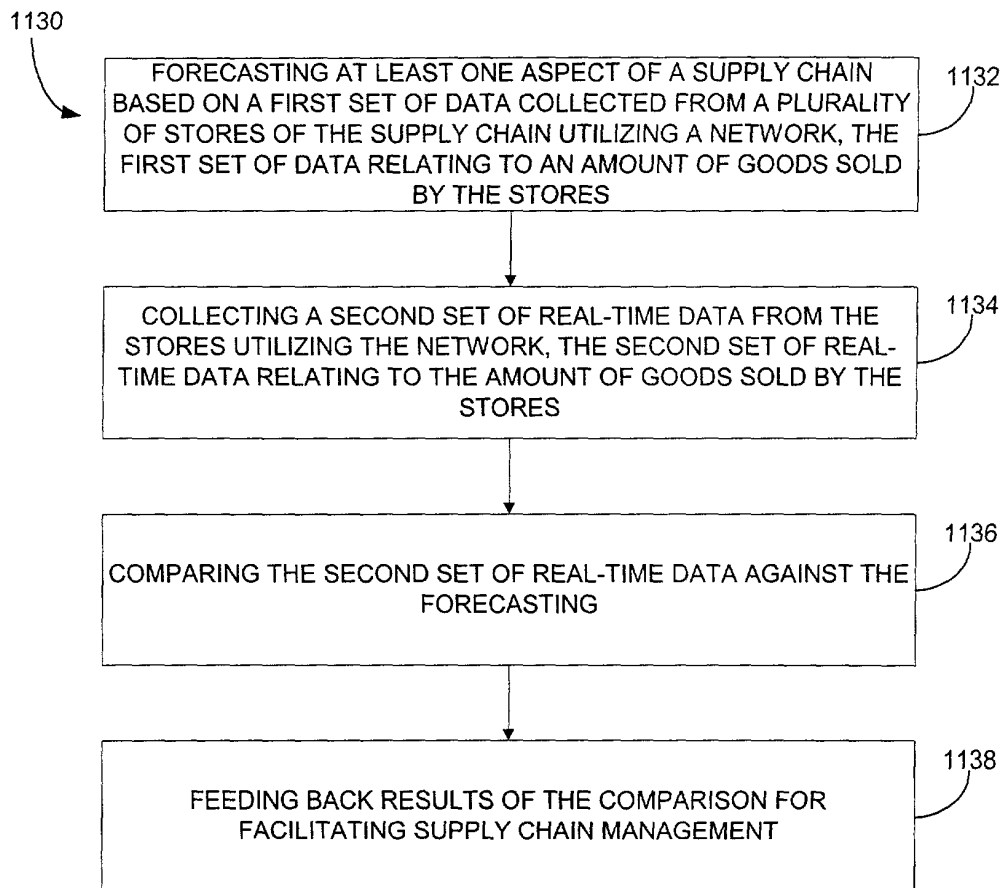 1130
FORECASTING AT LEAST ONE ASPECT OF A SUPPLY CHAIN
BASED ON A FIRST SET OF DATA COLLECTED FROM A PLURALITY
OF STORES OF THE SUPPLY CHAIN UTILIZING A NETWORK, THE
FIRST SET OF DATA RELATING TO AN AMOUNT OF GOODS SOLD
BY THE STORES
1132
COLLECTING A SECOND SET OF REAL-TIME DATA FROM THE
STORES UTILIZING THE NETWORK, THE SECOND SET OF REAL-
TIME DATA RELATING TO THE AMOUNT OF GOODS SOLD BY THE
STORES
1134
COMPARING THE SECOND SET OF REAL-TIME DATA AGAINST THE
FORECASTING
1136
FEEDING BACK RESULTS OF THE COMPARISON FOR
FACILITATING SUPPLY CHAIN MANAGEMENT
1138